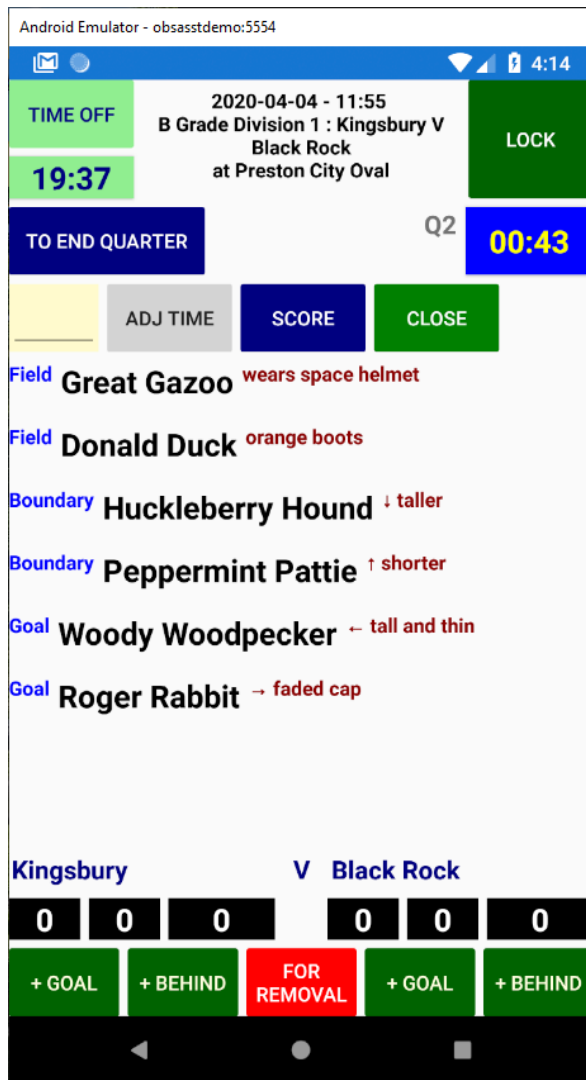 Android Emulator - obsasstdemo:5554
4:14
TIME OFF
2020-04-04 - 11:55
B Grade Division 1 : Kingsbury V
Black Rock
at Preston City Oval
LOCK
19:37
TO END QUARTER
Q2
00:43
ADJ TIME
SCORE
CLOSE
Field Great Gazoo wears space helmet
Field Donald Duck orange boots
Boundary Huckleberry Hound ↓ taller
Boundary Peppermint Pattie ↑ shorter
Goal Woody Woodpecker ← tall and thin
Goal Roger Rabbit → faded cap
Kingsbury V Black Rock
0 0 0 0 0 0
+ GOAL
+ BEHIND
FOR
REMOVAL
+ GOAL
+ BEHIND